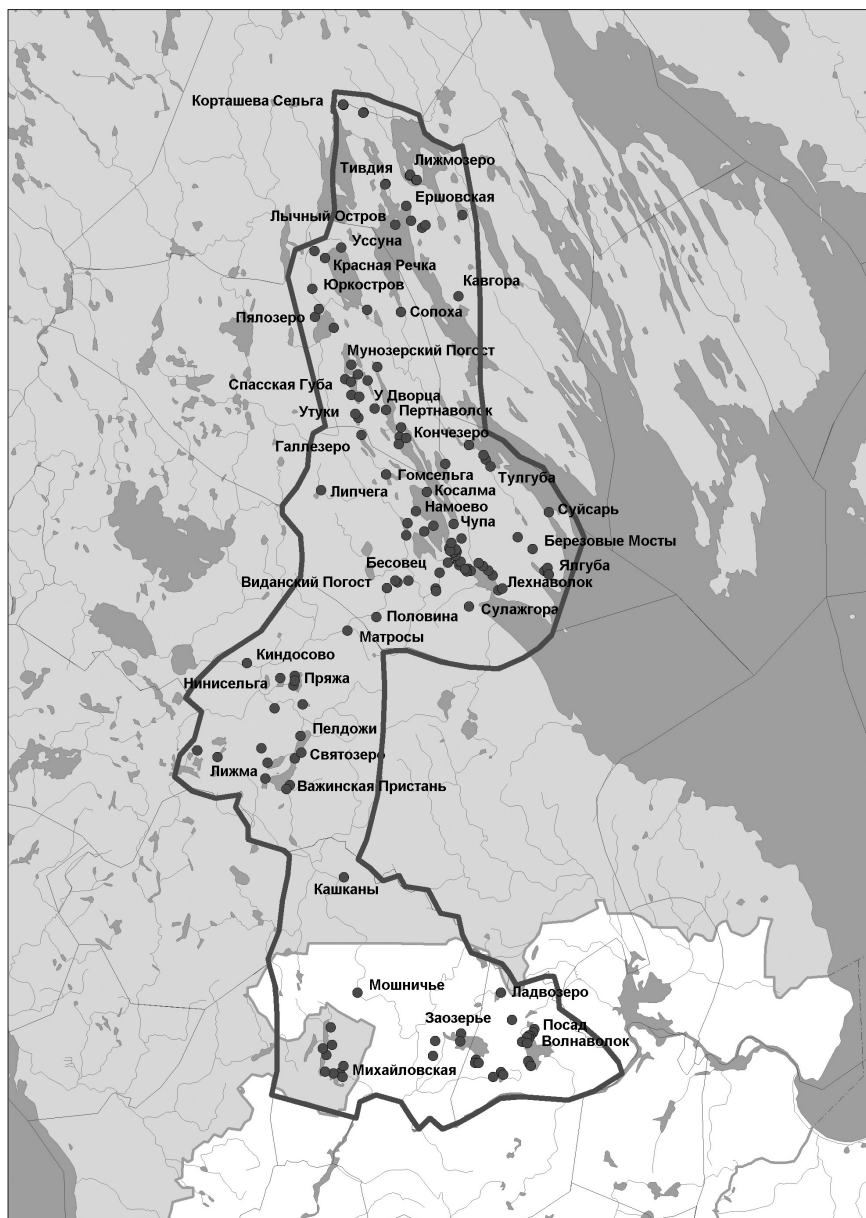 Корташева Сельга
Лижмозеро
Тивдия
Ершовская
Лычный Остров
Уссуна
Красная Речка
Юркостров
Кавгора
Пялозеро
Сопоха
Мунозерский Погост
Спасская Губа
У Дворца
Утуки
Пертнаволок
Кончезеро
Галлезеро
Гомсельга
Тулгуба
Липчега
Косалма
Намоево
Суйсарь
Чупа
Березовые Мосты
Бесовец
Ялгуба
Виданский Погост
Лехнаволок
Сулажгора
Половина
Матросы
Киндосово
Нинисельга
Пряжа
Пелдожи
Святозеро
Лижма
Важинская Пристань
Кашканы
Мошничье
Ладвозеро
Заозерье
Посад
Волнаволок
Михайловская